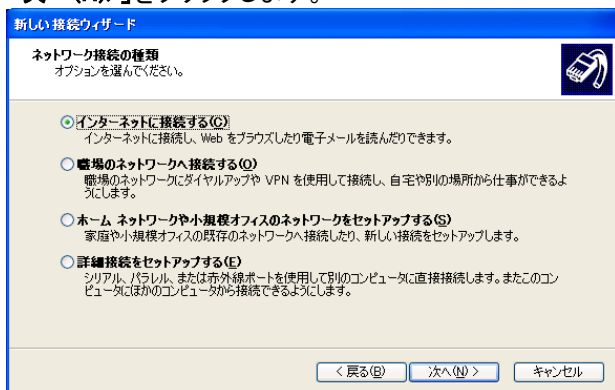 新しい接続ウィザード
ネットワーク接続の種類
オプションを選んでください。
インターネットに接続する(C)
インターネットに接続し、Web をブラウズしたり電子メールを読んだりできます。
職場のネットワークへ接続する(O)
職場のネットワークにダイヤルアップや VPN を使用して接続し、自宅や別の場所から仕事ができるよ
うにします。
ホーム ネットワークや小規模オフィスのネットワークをセットアップする(S)
家庭や小規模オフィスの既存のネットワークへ接続したり、新しい接続をセットアップします。
詳細接続をセットアップする(E)
シリアル、パラレル、または赤外線ポートを使用して別のコンピュータに直接接続します。またこのコン
ピュータにほかのコンピュータから接続できるようにします。
< 戻る(B)
次へ(N) >
キャンセル